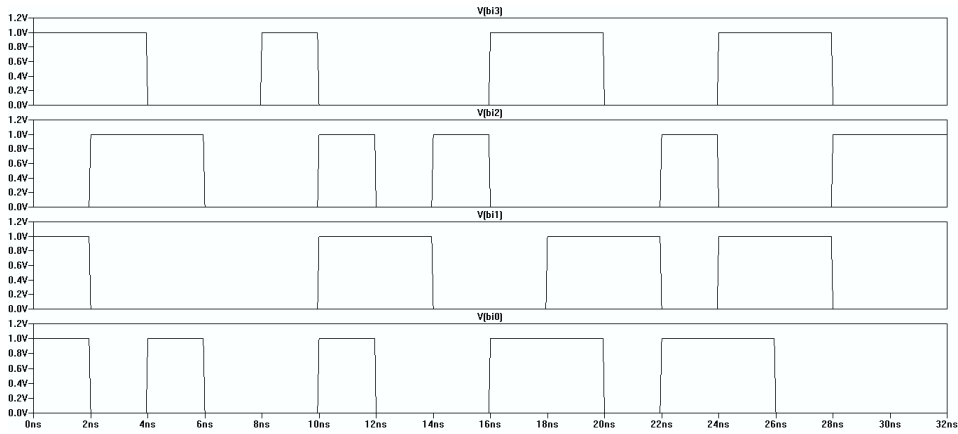 V(bi3)
1.2V
1.0V
0.8V
0.6V
0.4V
0.2V
0.0V
V(bi2)
1.2V
1.0V
0.8V
0.6V
0.4V
0.2V
0.0V
V(bi1)
1.2V
1.0V
0.8V
0.6V
0.4V
0.2V
0.0V
V(bi0)
1.2V
1.0V
0.8V
0.6V
0.4V
0.2V
0.0V
0ns 2ns 4ns 6ns 8ns 10ns 12ns 14ns 16ns 18ns 20ns 22ns 24ns 26ns 28ns 30ns 32ns